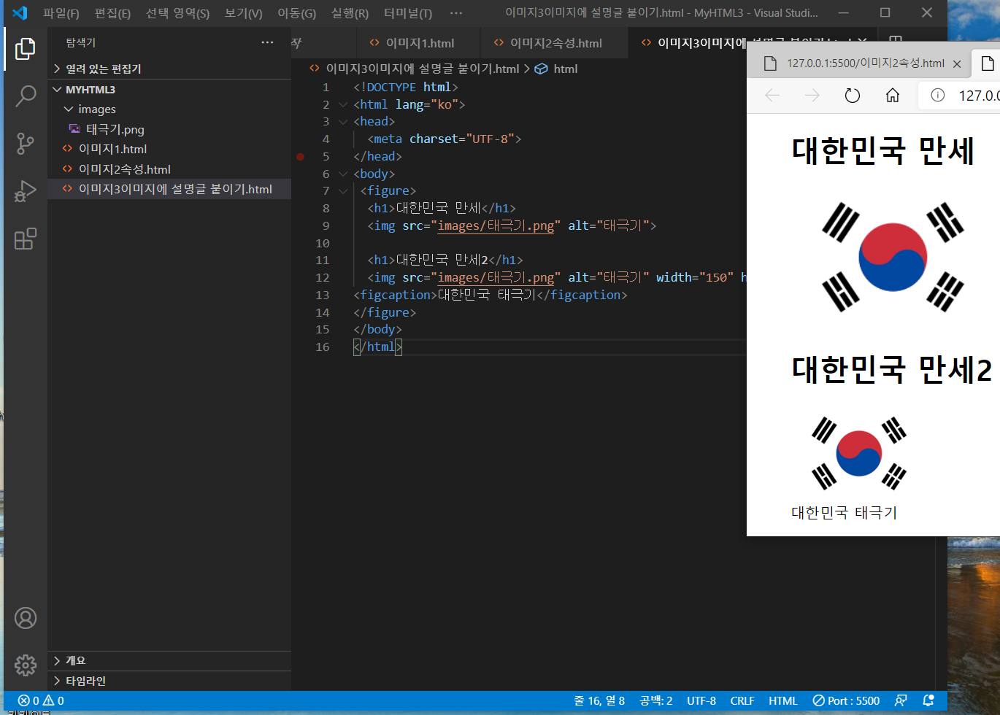 파일(F) 편집(E) 선택 영역(S) 보기(V) 이동(G) 실행(R) 터미널(T) ··· 이미지3이미지에 설명글 붙이기.html - MyHTML3 - Visual Studi...
탐색기 ···
이미지1.html 이미지2속성.html 이미지3이미지에 설명글 붙이기.html
열려 있는 편집기
MYHTML3
images
태극기.png
이미지1.html
이미지2속성.html
이미지3이미지에 설명글 붙이기.html
개요
타임라인
이미지3이미지에 설명글 붙이기.html > html
1 <!DOCTYPE html>
2 <html lang="ko">
3 <head>
4 <meta charset="UTF-8">
5 </head>
6 <body>
7 <figure>
8 <h1>대한민국 만세</h1>
9 <img src="images/태극기.png" alt="태극기">
10
11 <h1>대한민국 만세2</h1>
12 <img src="images/태극기.png" alt="태극기" width="150" h
13 <figcaption>대한민국 태극기</figcaption>
14 </figure>
15 </body>
16 </html>
127.0.0.1:5500/이미지2속성.html
127.0.0
대한민국 만세
대한민국 만세2
대한민국 태극기
0 0 줄 16, 열 8 공백: 2 UTF-8 CRLF HTML Port : 5500